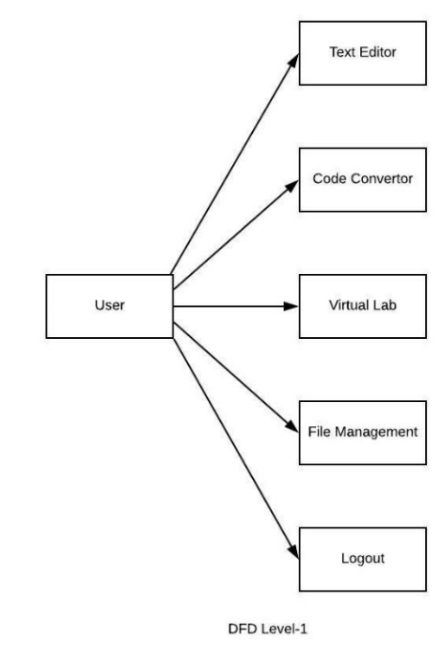 Text Editor
Code Convertor
User
Virtual Lab
File Management
Logout
DFD Level-1